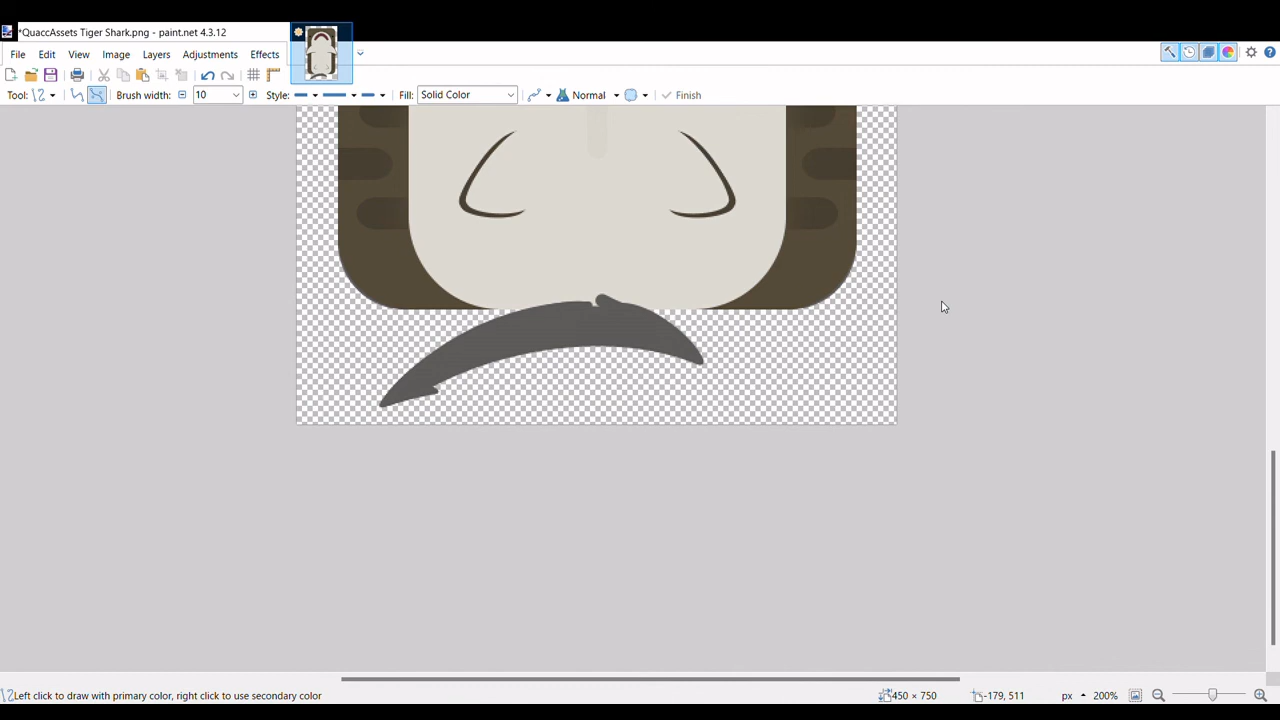 *QuaccAssets Tiger Shark.png - paint.net 4.3.12
File Edit View Image Layers Adjustments Effects
Tool: Brush width: 10 Style: Fill: Solid Color Normal Finish
Left click to draw with primary color, right click to use secondary color 450 × 750 -179, 511 px 200%